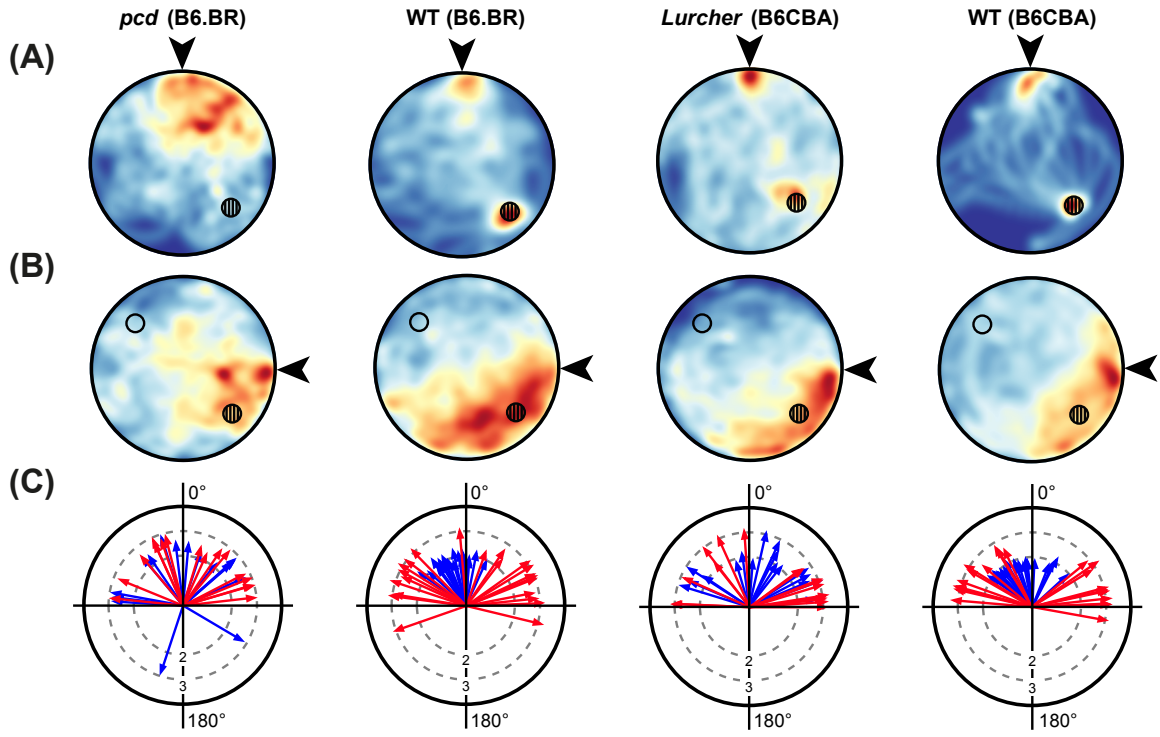 pcd (B6.BR) WT (B6.BR) Lurcher (B6CBA) WT (B6CBA)
(A)
(B)
(C)
0° 0° 0° 0°
2 2 2 2
3 3 3 3
180° 180° 180° 180°